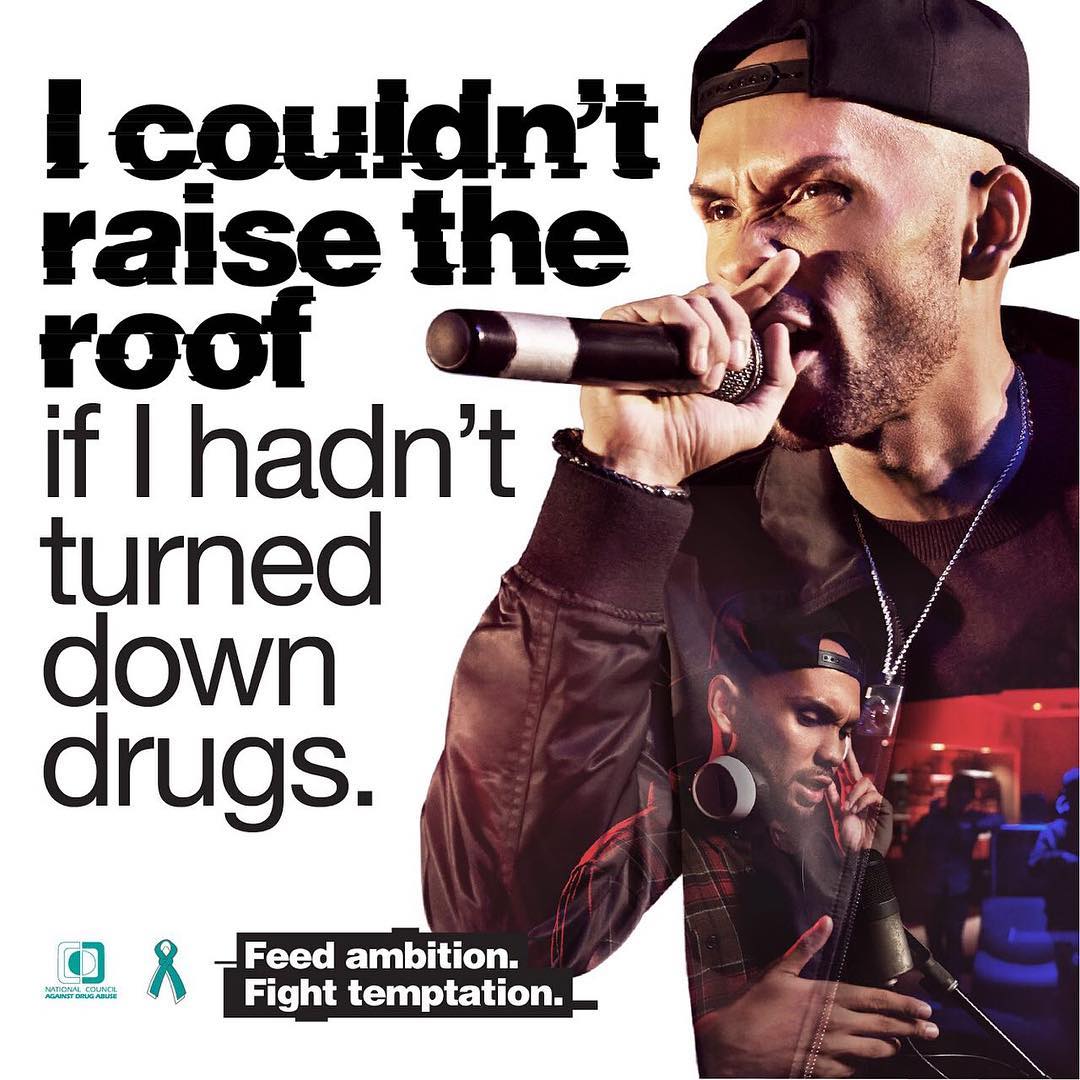 I couldn't
raise the
roof
if I hadn't
turned
down
drugs.
NATIONAL COUNCIL
AGAINST DRUG ABUSE
Feed ambition.
Fight temptation.